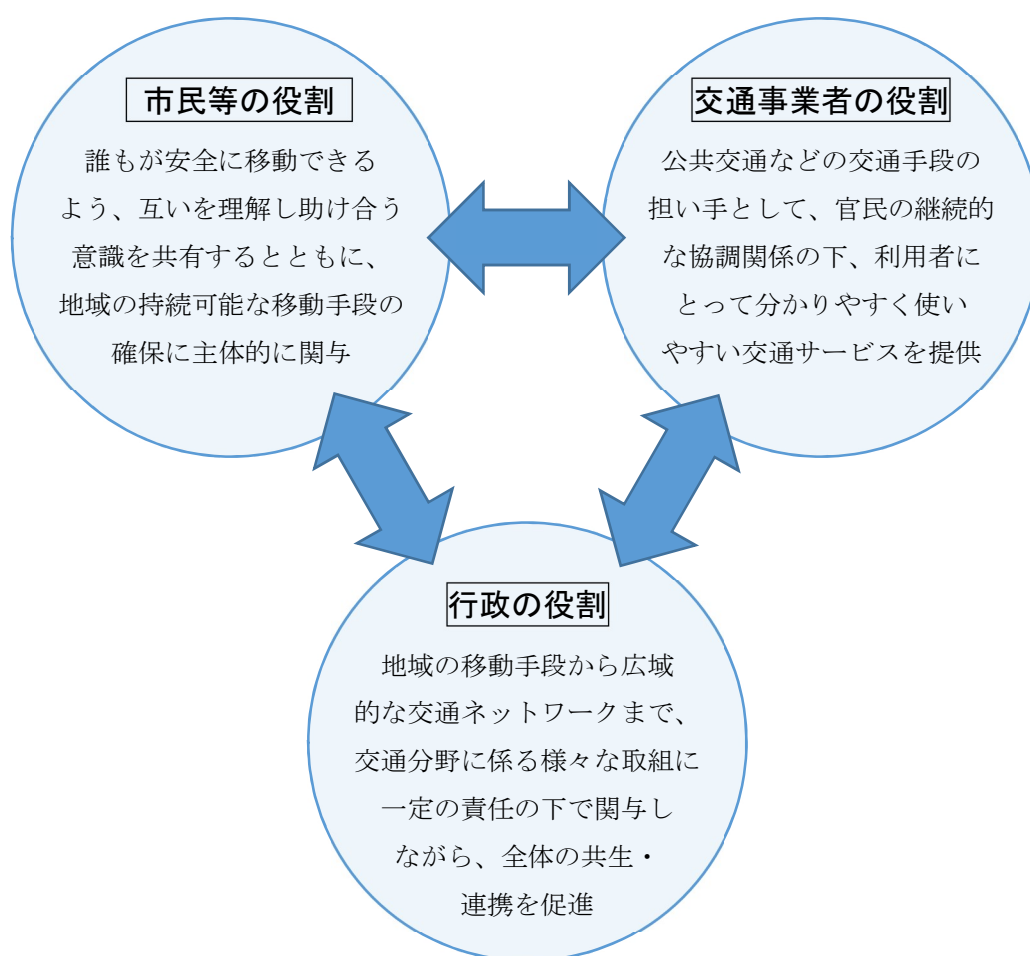 市民等の役割
誰もが安全に移動できる
よう、互いを理解し助け合う
意識を共有するとともに、
地域の持続可能な移動手段の
確保に主体的に関与
交通事業者の役割
公共交通などの交通手段の
担い手として、官民の継続的
な協調関係の下、利用者に
とって分かりやすく使い
やすい交通サービスを提供
行政の役割
地域の移動手段から広域
的な交通ネットワークまで、
交通分野に係る様々な取組に
一定の責任の下で関与し
ながら、全体の共生・
連携を促進